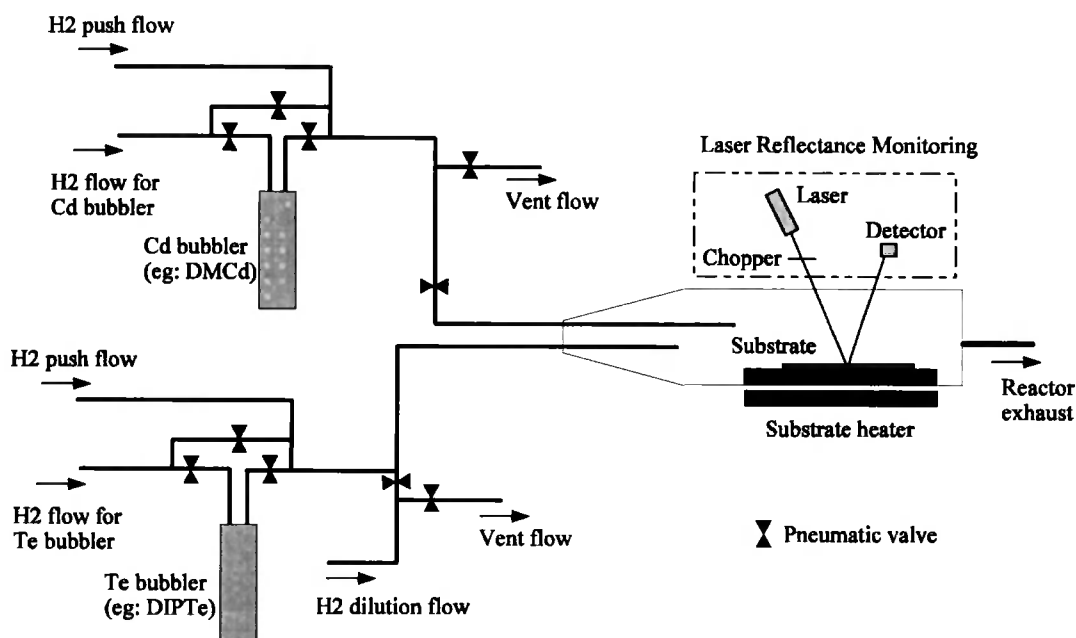 H2 push flow
H2 flow for
Cd bubbler
Cd bubbler
(eg: DMCd)
Vent flow
Laser Reflectance Monitoring
Laser
Detector
Chopper
Substrate
Reactor
exhaust
Substrate heater
H2 push flow
H2 flow for
Te bubbler
Te bubbler
(eg: DIPTe)
Vent flow
H2 dilution flow
Pneumatic valve